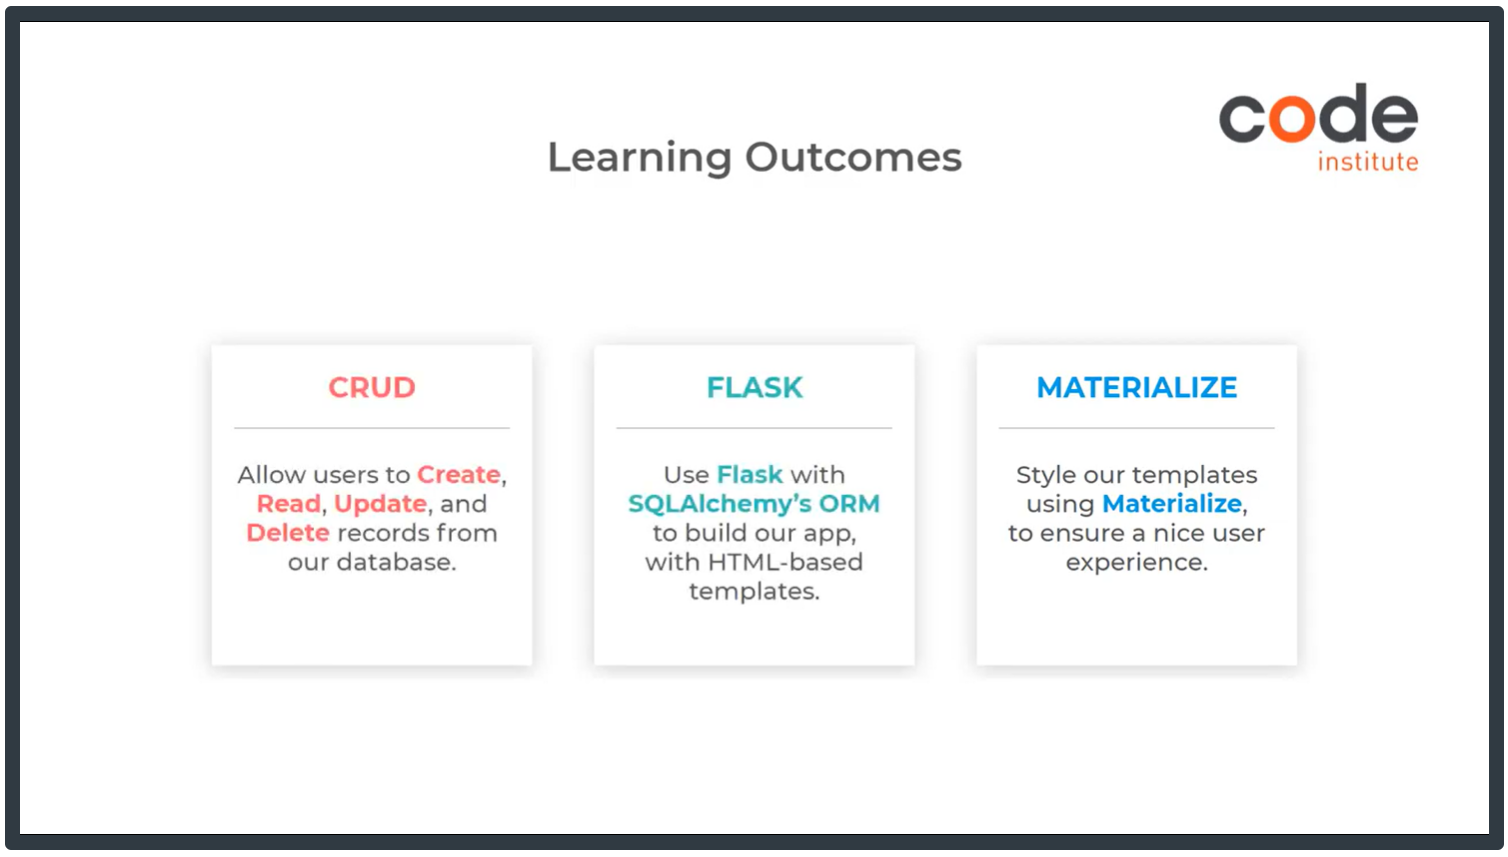 code
institute
Learning Outcomes
CRUD
Allow users to Create,
Read, Update, and
Delete records from
our database.
FLASK
Use Flask with
SQLAlchemy's ORM
to build our app,
with HTML-based
templates.
MATERIALIZE
Style our templates
using Materialize,
to ensure a nice user
experience.